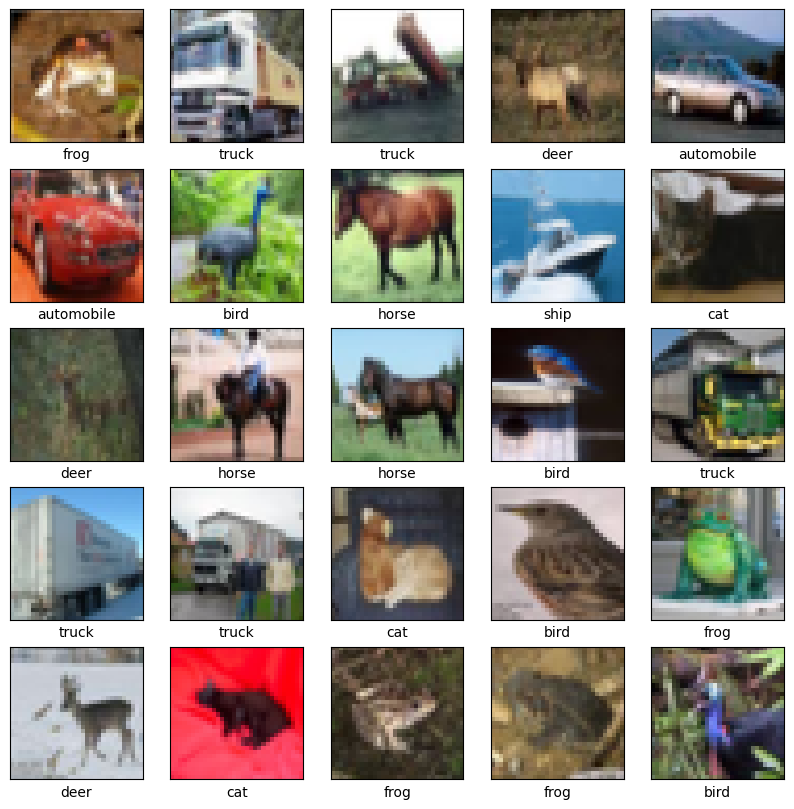 frog truck truck deer automobile
automobile bird horse ship cat
deer horse horse bird truck
truck truck cat bird frog
deer cat frog frog bird